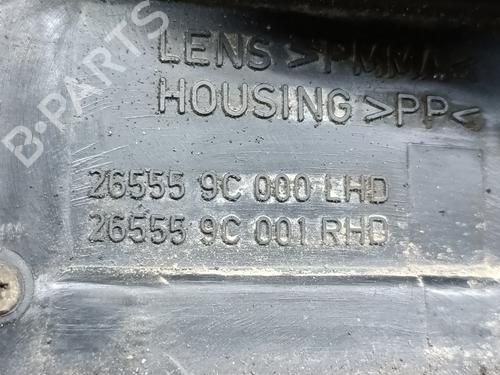 LENS >PMMA<
HOUSING >PP<
26555 9C 000 LHD
26555 9C 001 RHD
B-PARTS